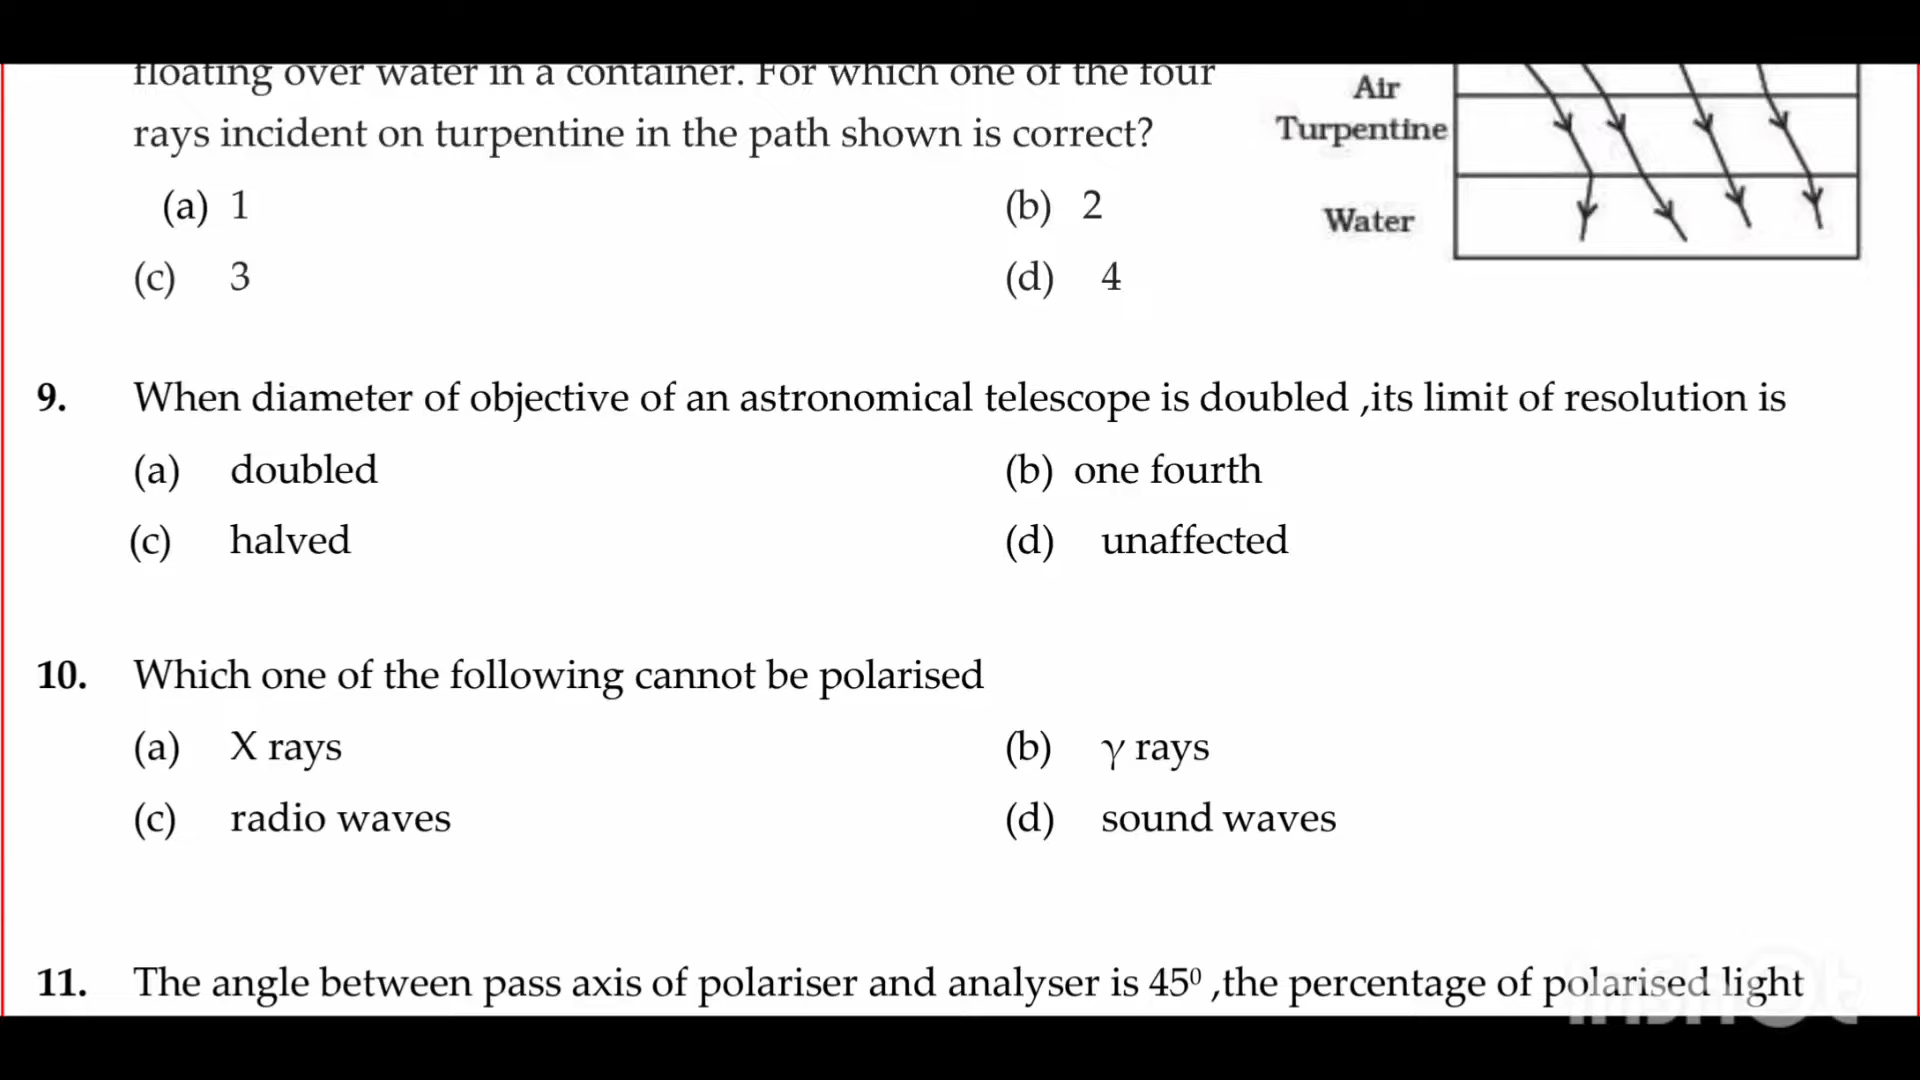 floating over water in a container. For which one of the four
rays incident on turpentine in the path shown is correct?
(a) 1 (b) 2
(c) 3 (d) 4
Air
Turpentine
Water
9. When diameter of objective of an astronomical telescope is doubled ,its limit of resolution is
(a) doubled (b) one fourth
(c) halved (d) unaffected
10. Which one of the following cannot be polarised
(a) X rays (b) γ rays
(c) radio waves (d) sound waves
11. The angle between pass axis of polariser and analyser is 45⁰ ,the percentage of polarised light
InShOt